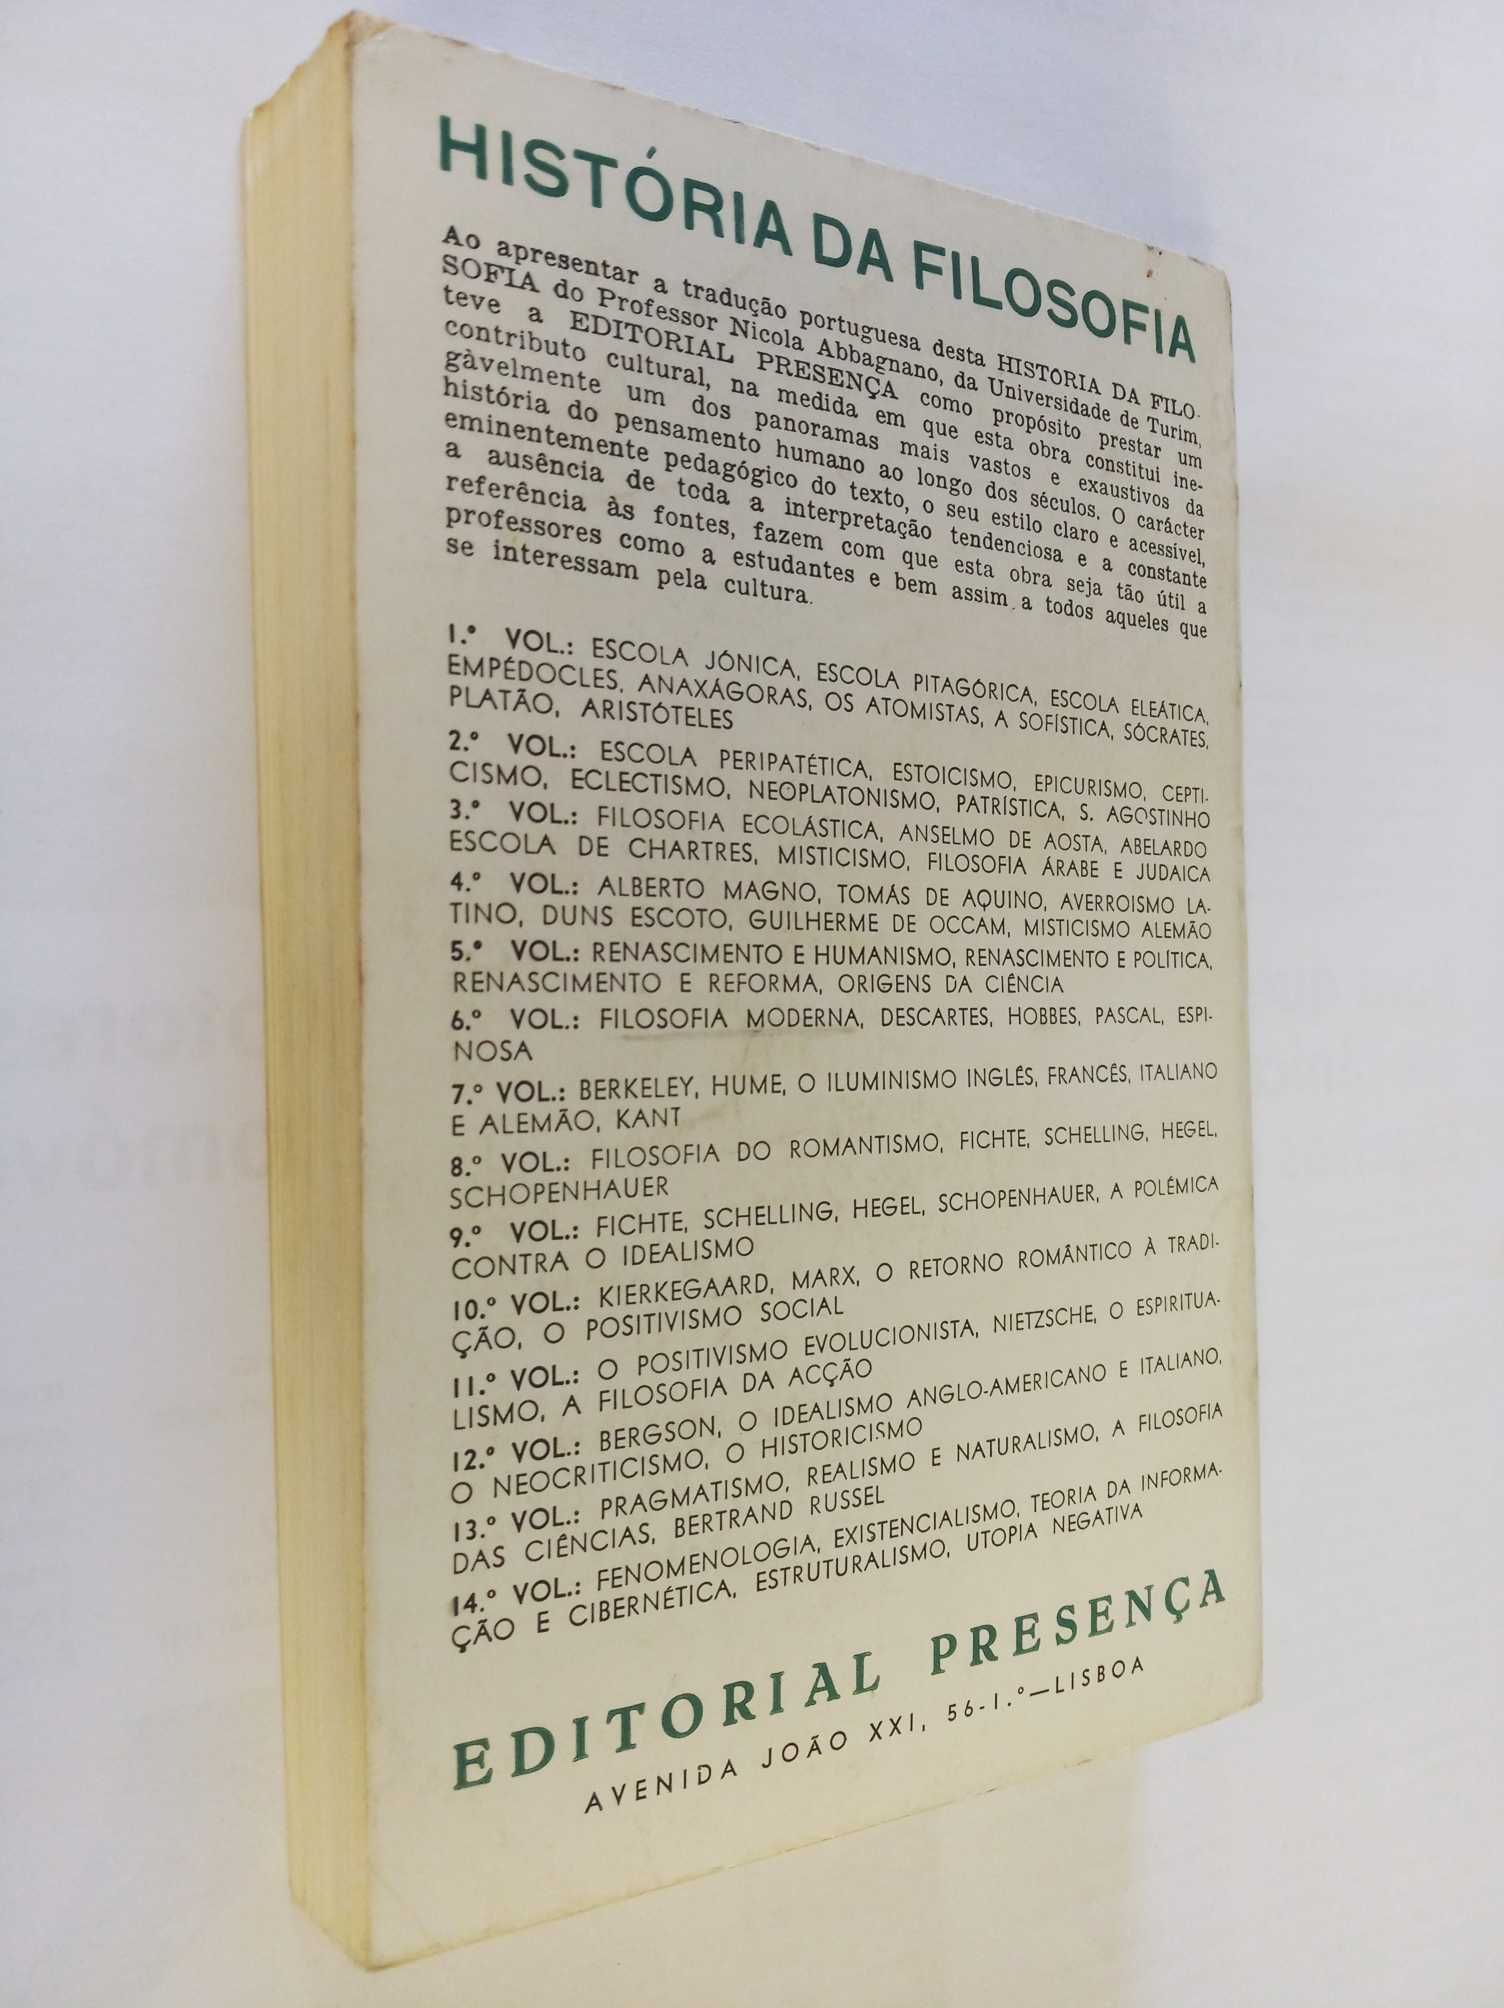 HISTÓRIA DA FILOSOFIA
Ao apresentar a tradução portuguesa desta HISTÓRIA DA FILO-
SOFIA do Professor Nicola Abbagnano, da Universidade de Turim,
teve a EDITORIAL PRESENÇA como propósito prestar um
contributo cultural, na medida em que esta obra constitui ine-
gàvelmente um dos panoramas mais vastos e exaustivos da
história do pensamento humano ao longo dos séculos. O carácter
eminentemente pedagógico do texto, o seu estilo claro e acessível,
a ausência de toda a interpretação tendenciosa e a constante
referência às fontes, fazem com que esta obra seja tão útil a
professores como a estudantes e bem assim a todos aqueles que
se interessam pela cultura.
1.º VOL.: ESCOLA JÓNICA, ESCOLA PITAGÓRICA, ESCOLA ELEÁTICA,
EMPÉDOCLES, ANAXÁGORAS, OS ATOMISTAS, A SOFÍSTICA, SÓCRATES,
PLATÃO, ARISTÓTELES
2.º VOL.: ESCOLA PERIPATÉTICA, ESTOICISMO, EPICURISMO, CEPTI-
CISMO, ECLECTISMO, NEOPLATONISMO, PATRÍSTICA, S. AGOSTINHO
3.º VOL.: FILOSOFIA ECOLÁSTICA, ANSELMO DE AOSTA, ABELARDO
ESCOLA DE CHARTRES, MISTICISMO, FILOSOFIA ÁRABE E JUDAICA
4.º VOL.: ALBERTO MAGNO, TOMÁS DE AQUINO, AVERROISMO LA-
TINO, DUNS ESCOTO, GUILHERME DE OCCAM, MISTICISMO ALEMÃO
5.º VOL.: RENASCIMENTO E HUMANISMO, RENASCIMENTO E POLÍTICA,
RENASCIMENTO E REFORMA, ORIGENS DA CIÊNCIA
6.º VOL.: FILOSOFIA MODERNA, DESCARTES, HOBBES, PASCAL, ESPI-
NOSA
7.º VOL.: BERKELEY, HUME, O ILUMINISMO INGLÊS, FRANCÊS, ITALIANO
E ALEMÃO, KANT
8.º VOL.: FILOSOFIA DO ROMANTISMO, FICHTE, SCHELLING, HEGEL,
SCHOPENHAUER
9.º VOL.: FICHTE, SCHELLING, HEGEL, SCHOPENHAUER, A POLÉMICA
CONTRA O IDEALISMO
10.º VOL.: KIERKEGAARD, MARX, O RETORNO ROMÂNTICO À TRADI-
ÇÃO, O POSITIVISMO SOCIAL
11.º VOL.: O POSITIVISMO EVOLUCIONISTA, NIETZSCHE, O ESPIRITUA-
LISMO, A FILOSOFIA DA ACÇÃO
12.º VOL.: BERGSON, O IDEALISMO ANGLO-AMERICANO E ITALIANO,
O NEOCRITICISMO, O HISTORICISMO
13.º VOL.: PRAGMATISMO, REALISMO E NATURALISMO, A FILOSOFIA
DAS CIÊNCIAS, BERTRAND RUSSEL
14.º VOL.: FENOMENOLOGIA, EXISTENCIALISMO, TEORIA DA INFORMA-
ÇÃO E CIBERNÉTICA, ESTRUTURALISMO, UTOPIA NEGATIVA
EDITORIAL PRESENÇA
AVENIDA JOÃO XXI, 56-1.º—LISBOA